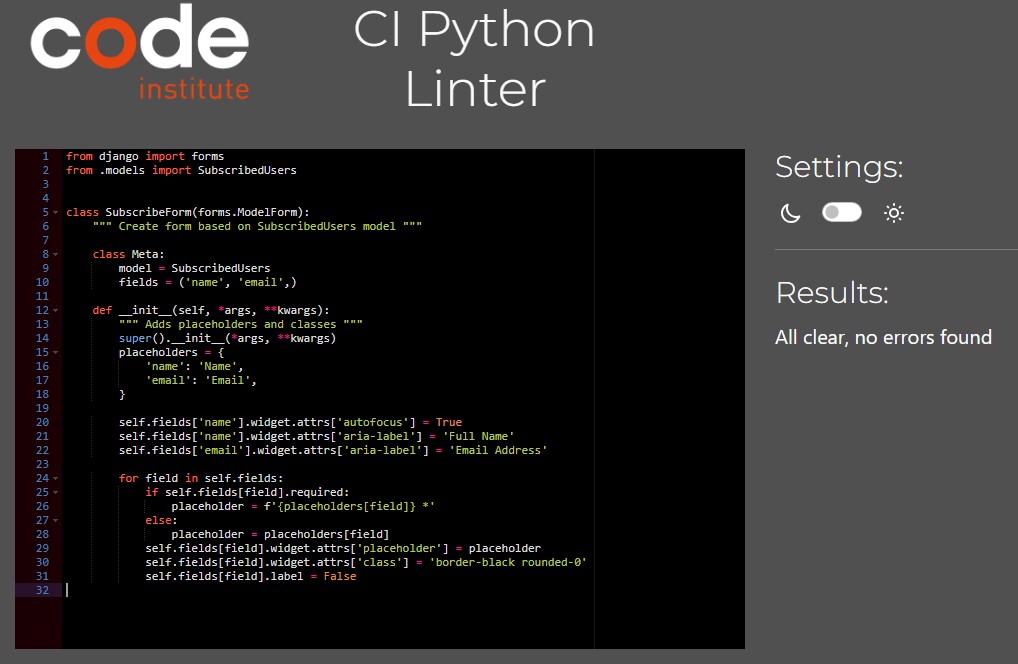 code
institute
CI Python
Linter
1 from django import forms
2 from .models import SubscribedUsers
3
4
5 class SubscribeForm(forms.ModelForm):
6     """ Create form based on SubscribedUsers model """
7
8     class Meta:
9         model = SubscribedUsers
10         fields = ('name', 'email',)
11
12     def __init__(self, *args, **kwargs):
13         """ Adds placeholders and classes """
14         super().__init__(*args, **kwargs)
15         placeholders = {
16             'name': 'Name',
17             'email': 'Email',
18         }
19
20         self.fields['name'].widget.attrs['autofocus'] = True
21         self.fields['name'].widget.attrs['aria-label'] = 'Full Name'
22         self.fields['email'].widget.attrs['aria-label'] = 'Email Address'
23
24         for field in self.fields:
25             if self.fields[field].required:
26                 placeholder = f'{placeholders[field]} *'
27             else:
28                 placeholder = placeholders[field]
29             self.fields[field].widget.attrs['placeholder'] = placeholder
30             self.fields[field].widget.attrs['class'] = 'border-black rounded-0'
31             self.fields[field].label = False
32
Settings:
Results:
All clear, no errors found